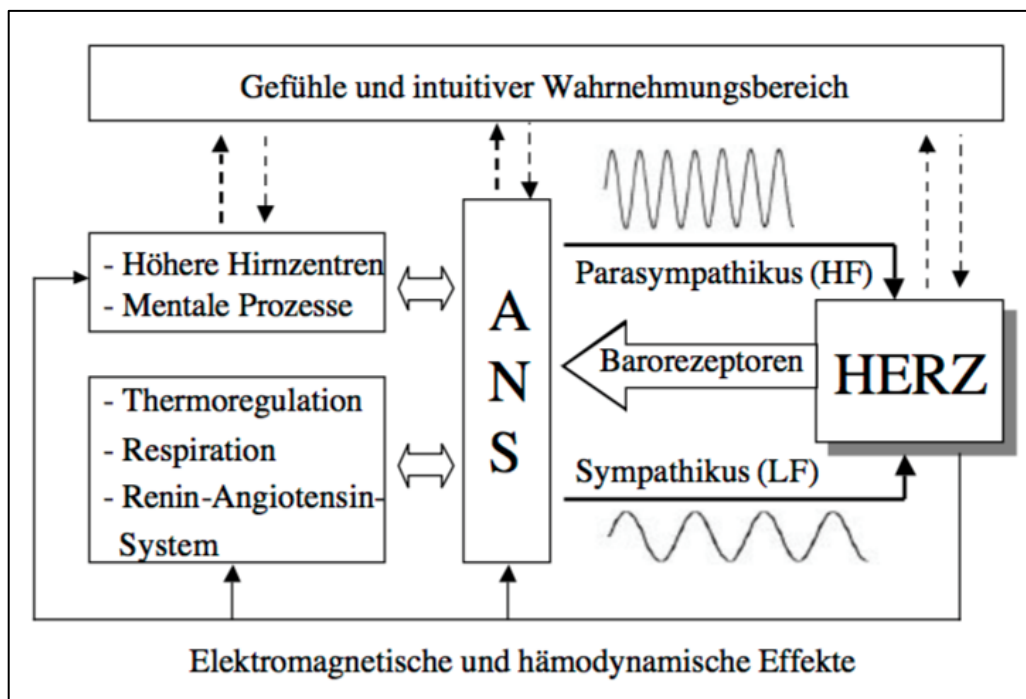 Gefühle und intuitiver Wahrnehmungsbereich
- Höhere Hirnzentren
- Mentale Prozesse
- Thermoregulation
- Respiration
- Renin-Angiotensin-
System
A
N
S
Parasympathikus (HF)
Barorezeptoren
HERZ
Sympathikus (LF)
Elektromagnetische und hämodynamische Effekte